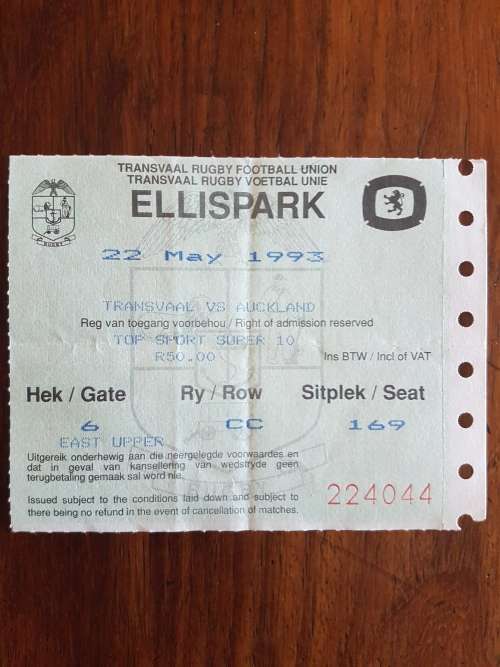 TRANSVAAL RUGBY FOOTBALL UNION
TRANSVAAL RUGBY VOETBAL UNIE
ELLISPARK
RUGBY
22 May 1993
TRANSVAAL VS AUCKLAND
Reg van toegang voorbehou / Right of admission reserved
TOP SPORT SUPER 10
R50.00 Ins BTW / Incl of VAT
Hek / Gate Ry / Row Sitplek / Seat
6 CC 169
EAST UPPER
Uitgereik onderhewig aan die neergelegde voorwaardes en
dat in geval van kansellering van wedstryde geen
terugbetaling gemaak sal word nie.
Issued subject to the conditions laid down and subject to
there being no refund in the event of cancellation of matches.
224044